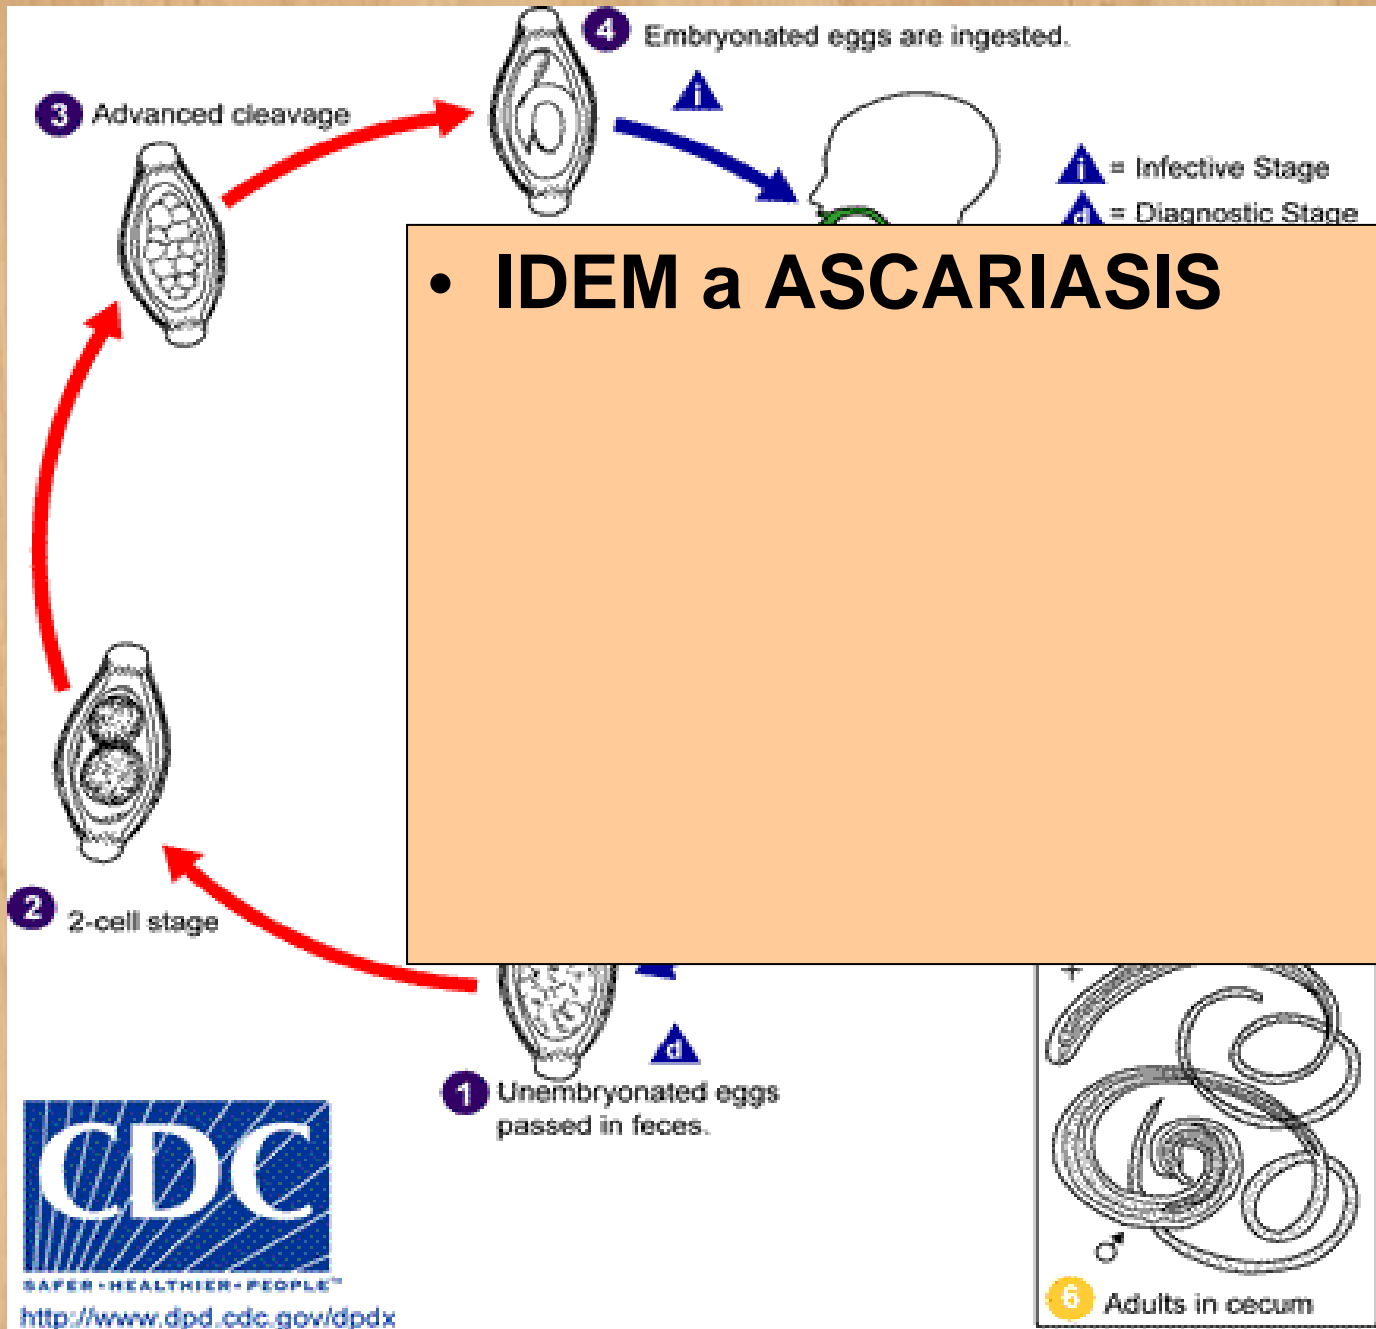 4 Embryonated eggs are ingested.
i
3 Advanced cleavage
i = Infective Stage
d = Diagnostic Stage
• IDEM a ASCARIASIS
2 2-cell stage
d
1 Unembryonated eggs
passed in feces.
CDC
SAFER•HEALTHIER•PEOPLE™
http://www.dpd.cdc.gov/dpdx
♂
6 Adults in cecum